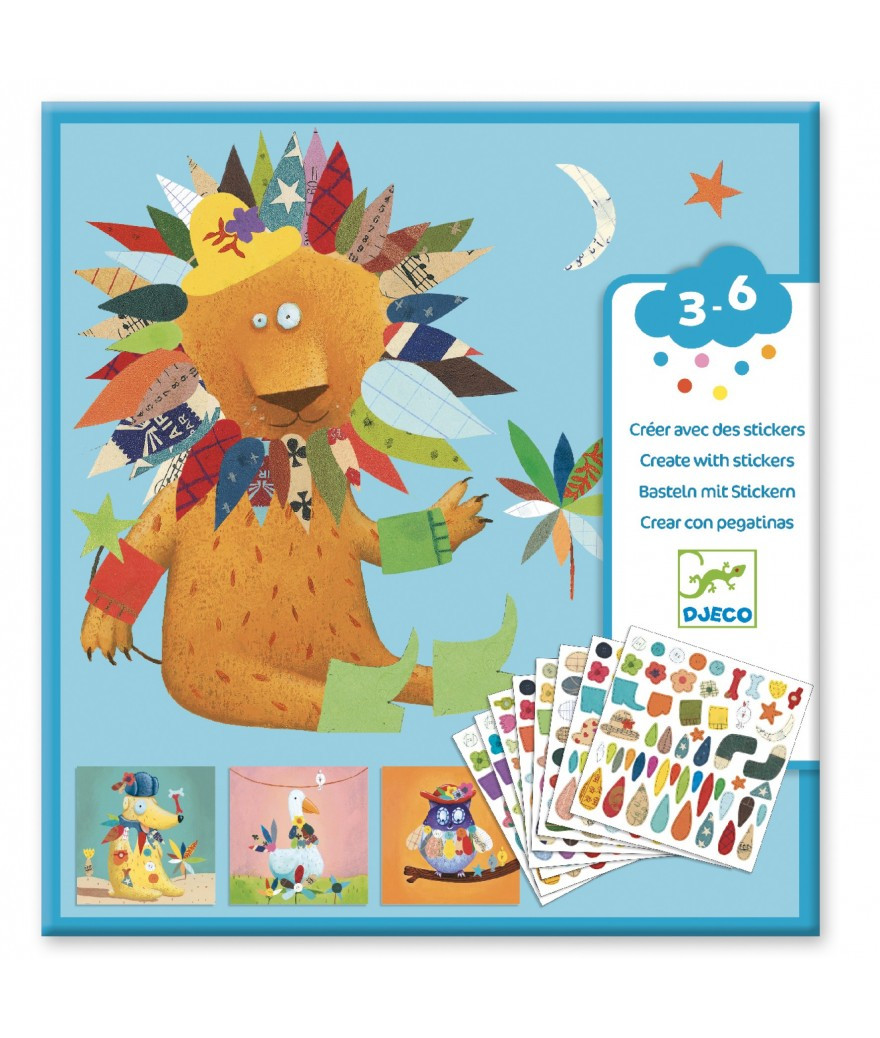 3-6
Créer avec des stickers
Create with stickers
Basteln mit Stickern
Crear con pegatinas
DJECO